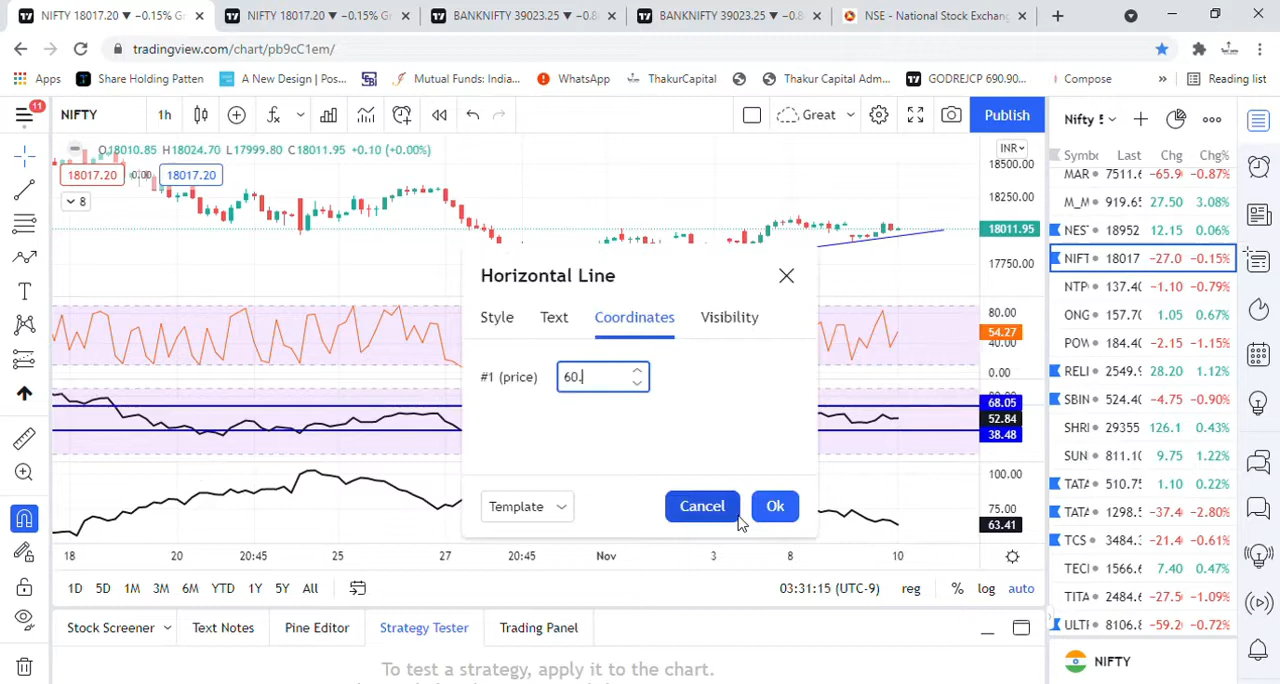 NIFTY 18017.20 ▼ −0.15% Gr
NIFTY 18017.20 ▼ −0.15% Gr
BANKNIFTY 39023.25 ▼ −0.8
BANKNIFTY 39023.25 ▼ −0.8
NSE - National Stock Exchang
tradingview.com/chart/pb9cC1em/
Apps
Share Holding Patten
A New Design | Pos...
Mutual Funds: India...
WhatsApp
ThakurCapital
Thakur Capital Adm...
GODREJCP 690.90...
Compose
»
Reading list
11
NIFTY
1h
Great
Publish
Nifty 5
O18010.85 H18024.70 L17999.80 C18011.95 +0.10 (+0.00%)
18017.20
0.00
18017.20
8
INR
18500.00
18250.00
18011.95
17750.00
80.00
54.27
40.00
0.00
68.05
52.84
38.48
100.00
75.00
63.41
Horizontal Line
Style
Text
Coordinates
Visibility
#1 (price)
60.
Template
Cancel
Ok
18
20
20:45
25
27
20:45
Nov
3
8
10
1D
5D
1M
3M
6M
YTD
1Y
5Y
All
03:31:15 (UTC-9)
reg
%
log
auto
Stock Screener
Text Notes
Pine Editor
Strategy Tester
Trading Panel
To test a strategy, apply it to the chart.
Symbo Last Chg Chg%
MAR 7511.6 −65.90 −0.87%
M_M 919.65 27.50 3.08%
NES 18952 12.15 0.06%
NIFT 18017 −27.0 −0.15%
NTP 137.40 −1.10 −0.79%
ONG 157.70 1.05 0.67%
POW 184.40 −2.15 −1.15%
RELI 2549.9 28.20 1.12%
SBIN 524.40 −4.75 −0.90%
SHRI 29355 126.1 0.43%
SUN 811.10 9.75 1.22%
TATA 510.75 1.10 0.22%
TATA 1298.5 −37.4 −2.80%
TCS 3484.3 −21.4 −0.61%
TECH 1566.6 7.40 0.47%
TITA 2484.6 −27.5 −1.09%
ULTI 8106.8 −59.2 −0.72%
NIFTY